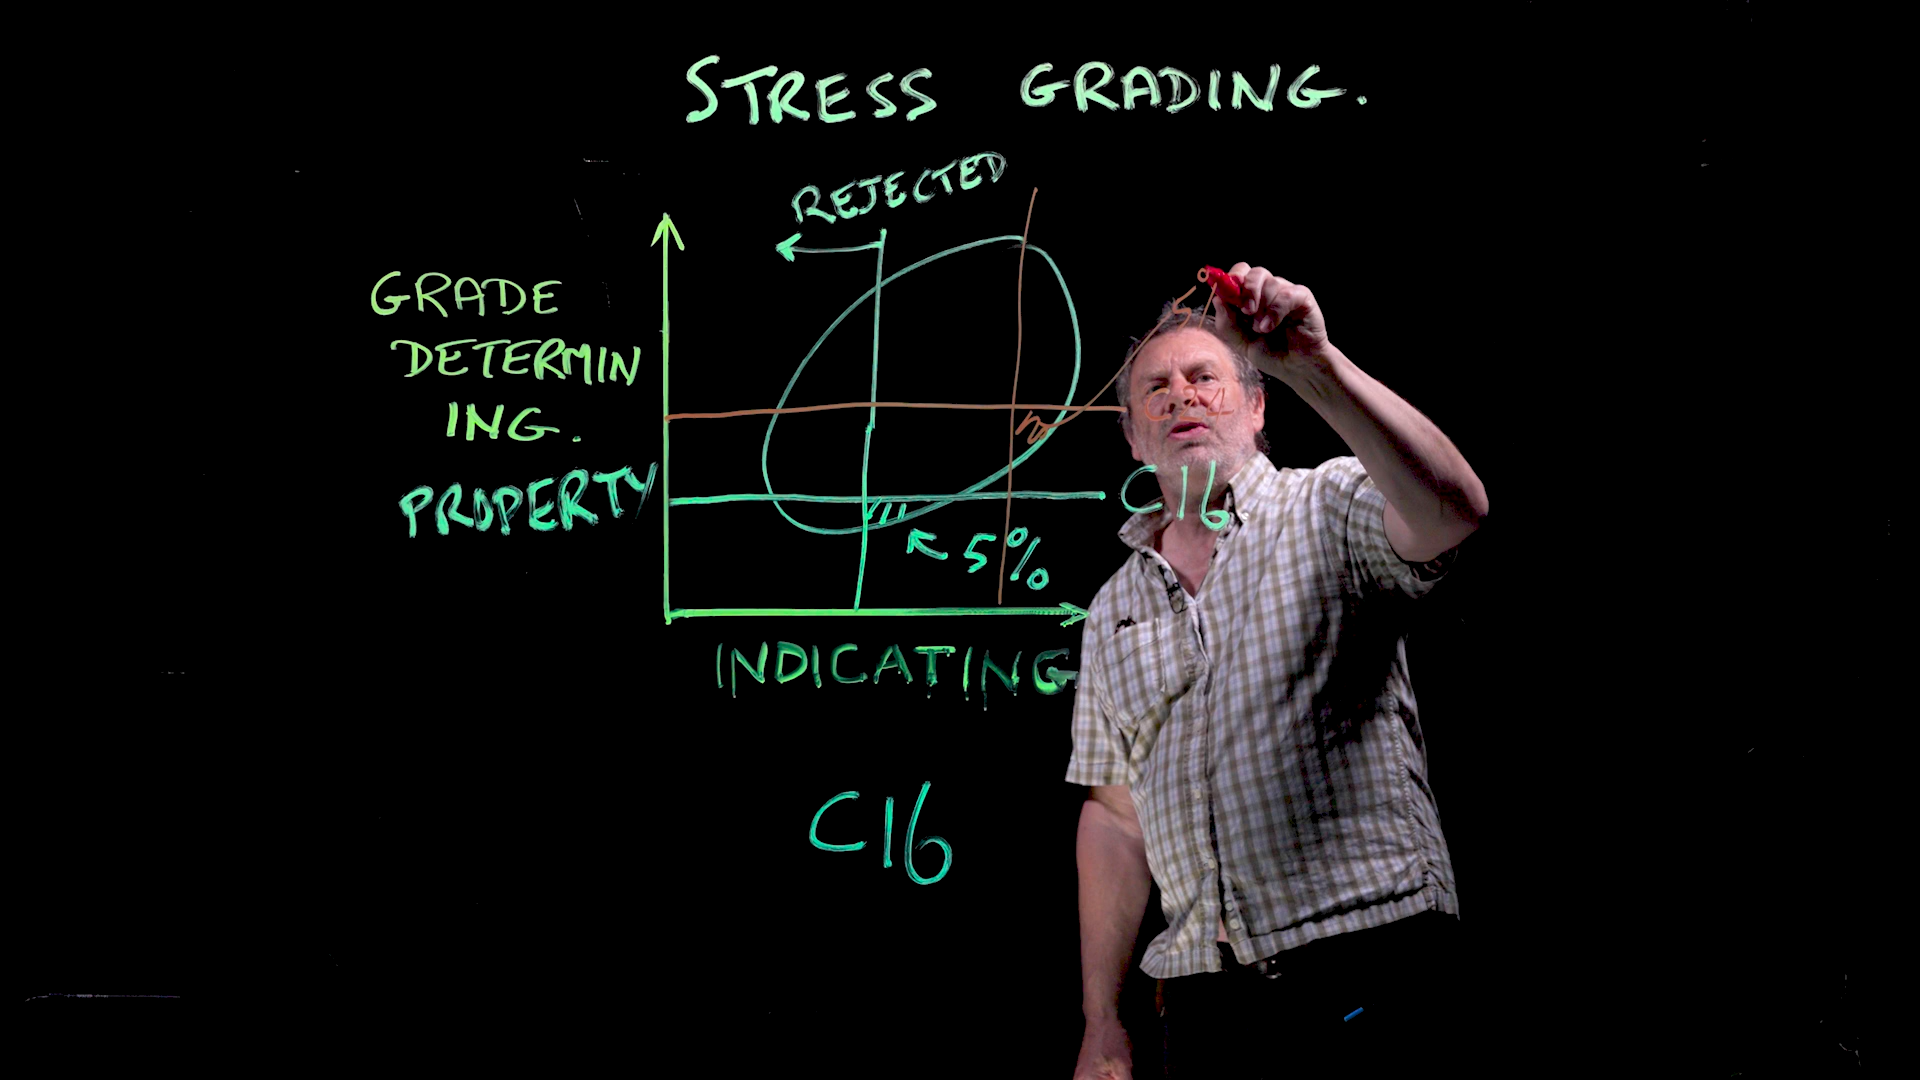 STRESS GRADING.
REJECTED
GRADE
DETERMIN
ING.
PROPERTY
C16
5%
INDICATING
C16